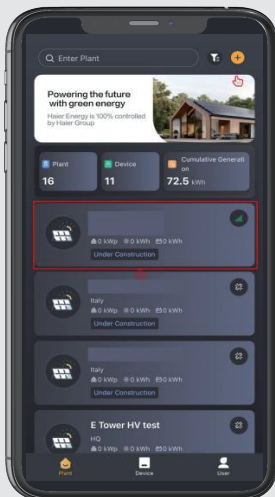 Enter Plant
Powering the future
with green energy
Haier Energy is 100% controlled
by Haier Group
Plant
16
Device
11
Cumulative Generati
on
72.5 kWh
0 kWp 0 kWh 0 kWh
Under Construction
Italy
0 kWp 0 kWh 0 kWh
Under Construction
Italy
0 kWp 0 kWh 0 kWh
Under Construction
E Tower HV test
HQ
0 kWp 0 kWh 0 kWh
Plant
Device
User